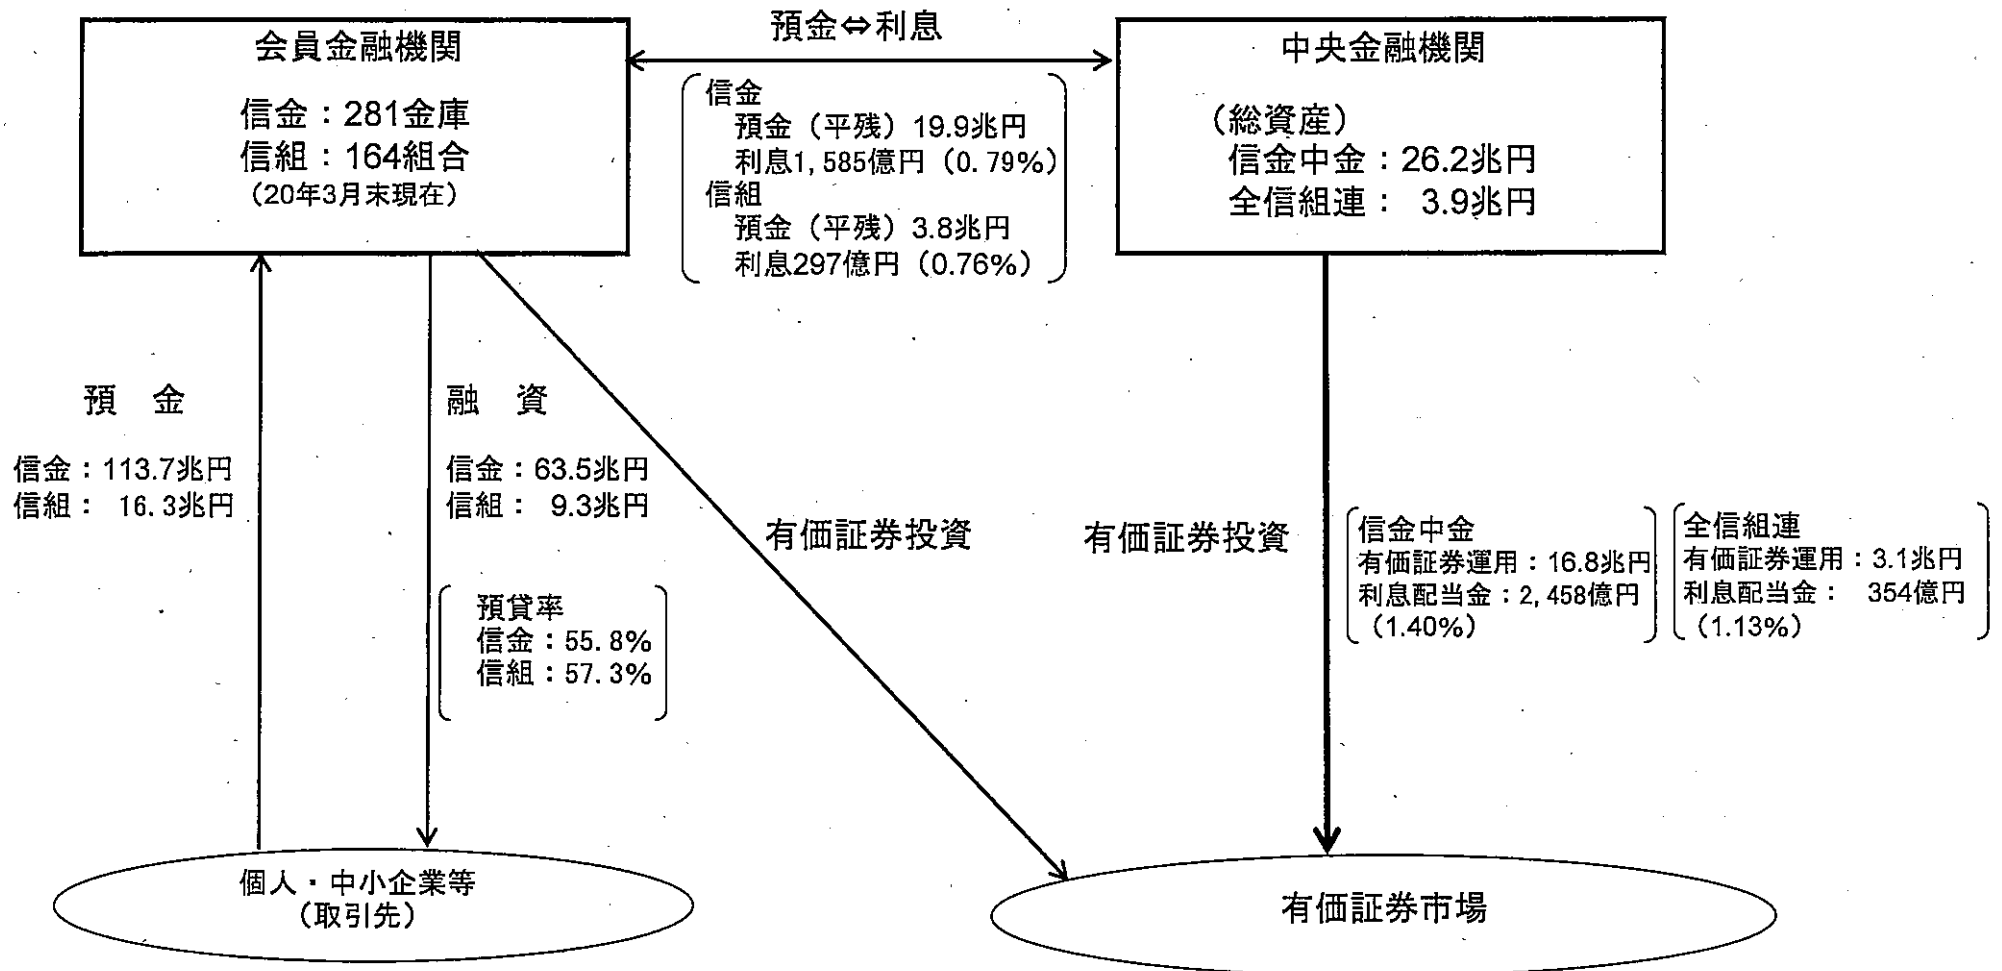 預金⇔利息
会員金融機関
信金：281金庫
信組：164組合
（20年3月末現在）
信金
預金（平残）19.9兆円
利息1,585億円（0.79%）
信組
預金（平残）3.8兆円
利息297億円（0.76%）
中央金融機関
（総資産）
信金中金：26.2兆円
全信組連： 3.9兆円
預 金
信金：113.7兆円
信組： 16.3兆円
融 資
信金：63.5兆円
信組： 9.3兆円
預貸率
信金：55.8%
信組：57.3%
有価証券投資
有価証券投資
信金中金
有価証券運用：16.8兆円
利息配当金：2,458億円
（1.40%）
全信組連
有価証券運用：3.1兆円
利息配当金： 354億円
（1.13%）
個人・中小企業等
（取引先）
有価証券市場